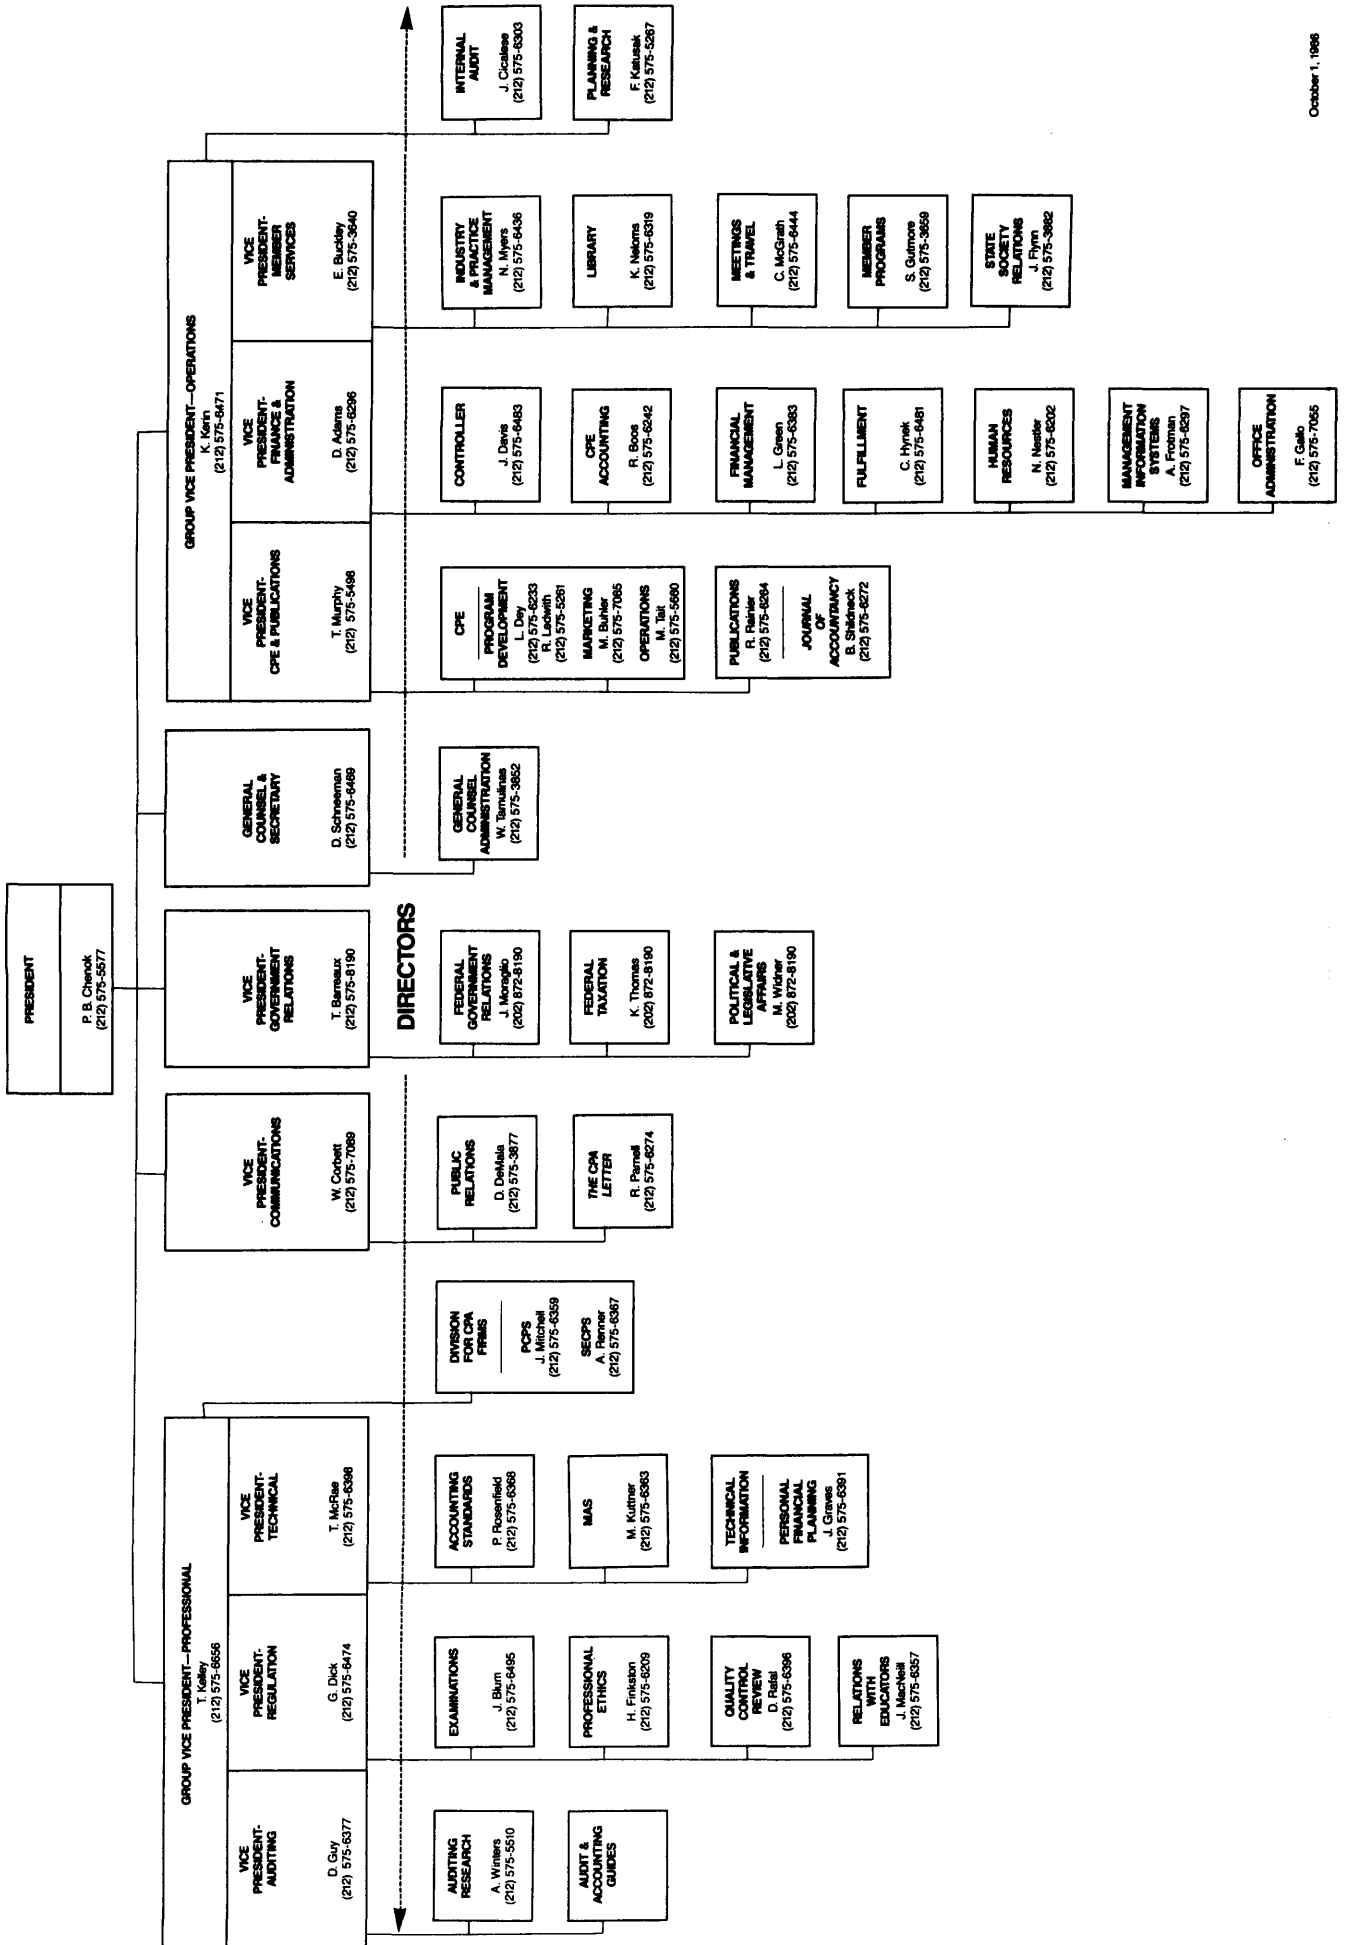 PRESIDENT
P. B. Chenok
(212) 575-5577
GROUP VICE PRESIDENT—PROFESSIONAL
T. Kelley
(212) 575-6656
VICE
PRESIDENT-
AUDITING
D. Guy
(212) 575-6377
VICE
PRESIDENT-
REGULATION
G. Dick
(212) 575-6474
VICE
PRESIDENT-
TECHNICAL
T. McRae
(212) 575-6398
VICE
PRESIDENT-
COMMUNICATIONS
W. Corbett
(212) 575-7089
VICE
PRESIDENT-
GOVERNMENT
RELATIONS
T. Barreaux
(212) 575-8190
GENERAL
COUNSEL &
SECRETARY
D. Schneeman
(212) 575-6469
GROUP VICE PRESIDENT—OPERATIONS
K. Kerin
(212) 575-6471
VICE
PRESIDENT-
CPE & PUBLICATIONS
T. Murphy
(212) 575-5498
VICE
PRESIDENT-
FINANCE &
ADMINISTRATION
D. Adams
(212) 575-6296
VICE
PRESIDENT-
MEMBER
SERVICES
E. Buckley
(212) 575-3640
DIRECTORS
AUDITING
RESEARCH
A. Winters
(212) 575-5510
AUDIT &
ACCOUNTING
GUIDES
EXAMINATIONS
J. Blum
(212) 575-6495
PROFESSIONAL
ETHICS
H. Finkston
(212) 575-6209
QUALITY
CONTROL
REVIEW
D. Rafal
(212) 575-6396
RELATIONS
WITH
EDUCATORS
J. MacNeill
(212) 575-6357
ACCOUNTING
STANDARDS
P. Rosenfield
(212) 575-6368
MAS
M. Kuttner
(212) 575-6363
TECHNICAL
INFORMATION
PERSONAL
FINANCIAL
PLANNING
J. Graves
(212) 575-6391
DIVISION
FOR CPA
FIRMS
PCPS
J. Mitchell
(212) 575-6359
SECPS
A. Renner
(212) 575-6367
PUBLIC
RELATIONS
D. DeMaia
(212) 575-3877
THE CPA
LETTER
R. Parnell
(212) 575-6274
FEDERAL
GOVERNMENT
RELATIONS
J. Moraglio
(202) 872-8190
FEDERAL
TAXATION
K. Thomas
(202) 872-8190
POLITICAL &
LEGISLATIVE
AFFAIRS
M. Widner
(202) 872-8190
GENERAL
COUNSEL
ADMINISTRATION
W. Tamulinas
(212) 575-3852
CPE
PROGRAM
DEVELOPMENT
L. Dey
(212) 575-6233
R. Ledwith
(212) 575-5261
MARKETING
M. Buhler
(212) 575-7085
OPERATIONS
M. Tait
(212) 575-5680
PUBLICATIONS
R. Rainier
(212) 575-6264
JOURNAL
OF
ACCOUNTANCY
B. Shildneck
(212) 575-6272
CONTROLLER
J. Davis
(212) 575-6483
CPE
ACCOUNTING
R. Boos
(212) 575-6242
FINANCIAL
MANAGEMENT
L. Green
(212) 575-6383
FULFILLMENT
C. Hynek
(212) 575-6481
HUMAN
RESOURCES
N. Nestler
(212) 575-6202
MANAGEMENT
INFORMATION
SYSTEMS
A. Frotman
(212) 575-6297
OFFICE
ADMINISTRATION
F. Gallo
(212) 575-7055
INDUSTRY
& PRACTICE
MANAGEMENT
N. Myers
(212) 575-6436
LIBRARY
K. Neloms
(212) 575-6319
MEETINGS
& TRAVEL
C. McGrath
(212) 575-6444
MEMBER
PROGRAMS
S. Gutmore
(212) 575-3659
STATE
SOCIETY
RELATIONS
J. Flynn
(212) 575-3882
INTERNAL
AUDIT
J. Cicalese
(212) 575-6303
PLANNING &
RESEARCH
F. Katusak
(212) 575-5267
October 1, 1986